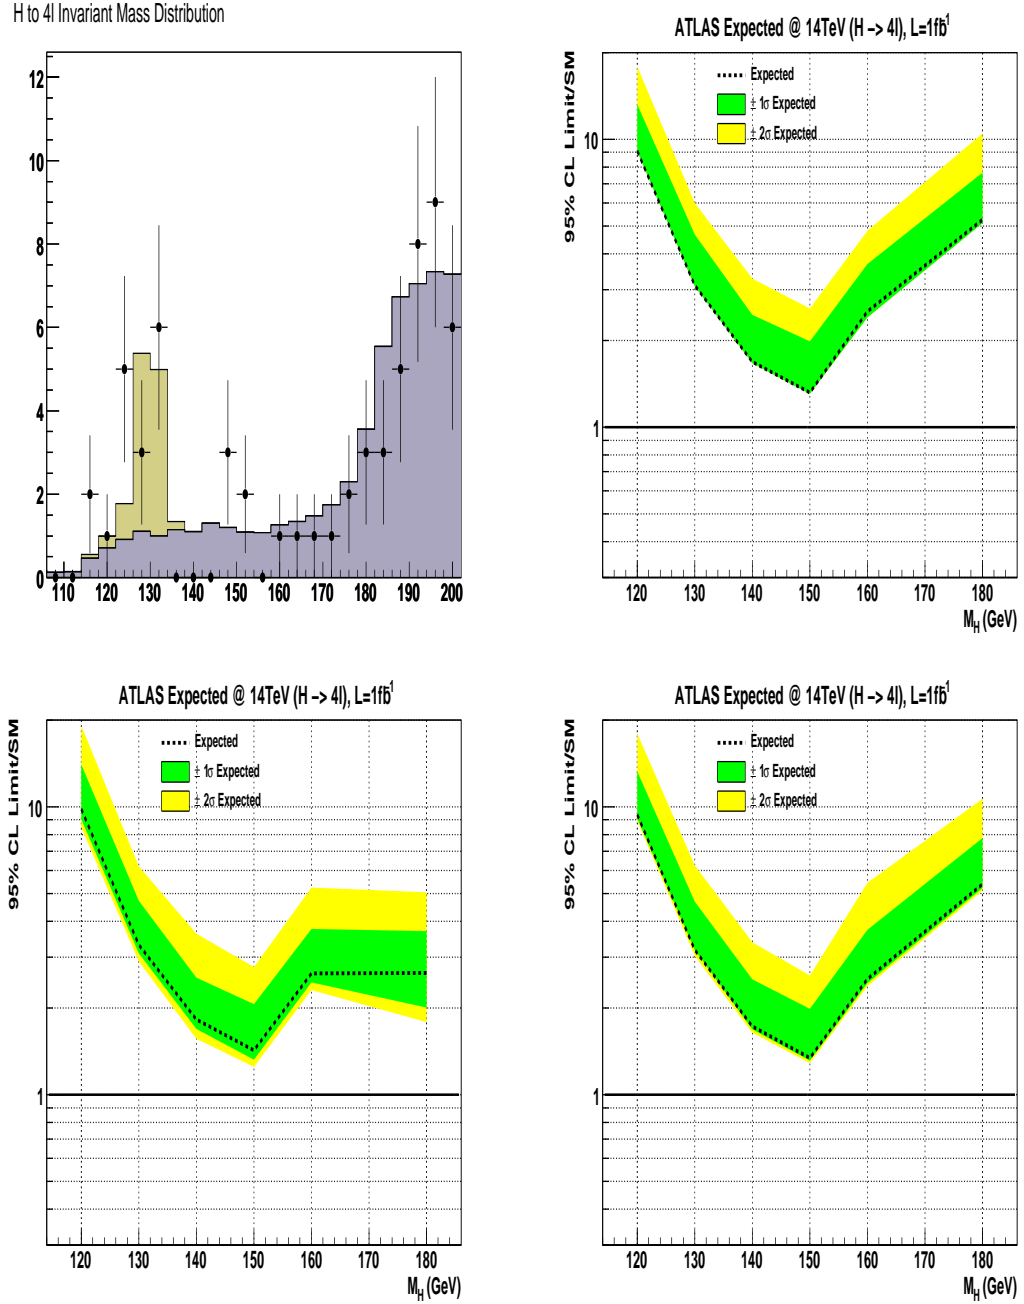 H to 4l Invariant Mass Distribution
12
10
8
6
4
2
0
110 120 130 140 150 160 170 180 190 200
ATLAS Expected @ 14TeV (H -> 4l), L=1fb⁻¹
95% CL Limit/SM
Expected
± 1σ Expected
± 2σ Expected
10
1
120 130 140 150 160 170 180
M_H (GeV)
ATLAS Expected @ 14TeV (H -> 4l), L=1fb⁻¹
95% CL Limit/SM
Expected
± 1σ Expected
± 2σ Expected
10
1
120 130 140 150 160 170 180
M_H (GeV)
ATLAS Expected @ 14TeV (H -> 4l), L=1fb⁻¹
95% CL Limit/SM
Expected
± 1σ Expected
± 2σ Expected
10
1
120 130 140 150 160 170 180
M_H (GeV)